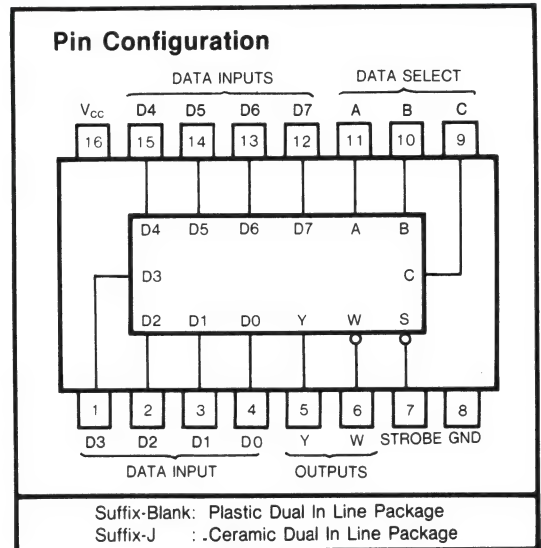 Pin Configuration
DATA INPUTS DATA SELECT
Vcc D4 D5 D6 D7 A B C
16 15 14 13 12 11 10 9
D4 D5 D6 D7 A B
D3 C
D2 D1 D0 Y W S
1 2 3 4 5 6 7 8
D3 D2 D1 D0 Y W STROBE GND
DATA INPUT OUTPUTS
Suffix-Blank: Plastic Dual In Line Package
Suffix-J : .Ceramic Dual In Line Package